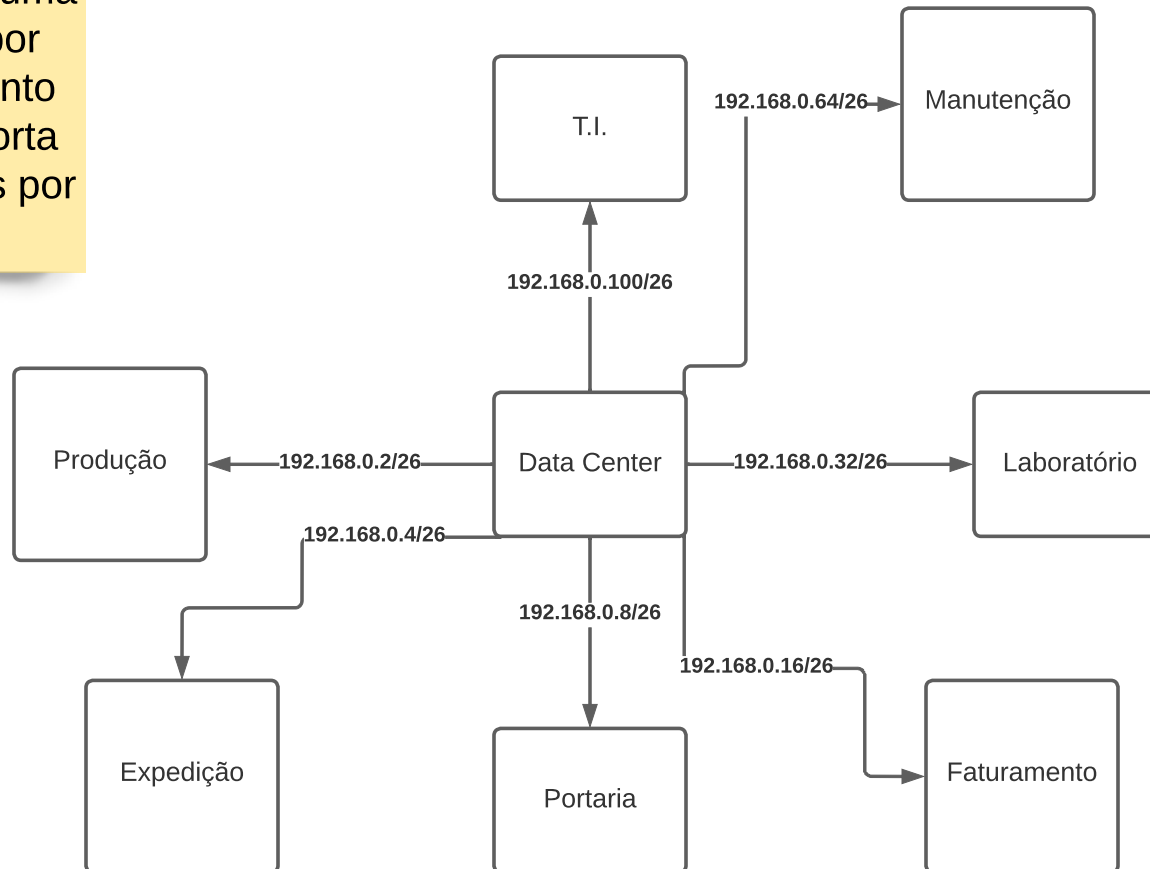 por
s por
T.I.
192.168.0.64/26
Manutenção
192.168.0.100/26
Produção
192.168.0.2/26
Data Center
192.168.0.32/26
Laboratório
192.168.0.4/26
192.168.0.8/26
192.168.0.16/26
Expedição
Portaria
Faturamento